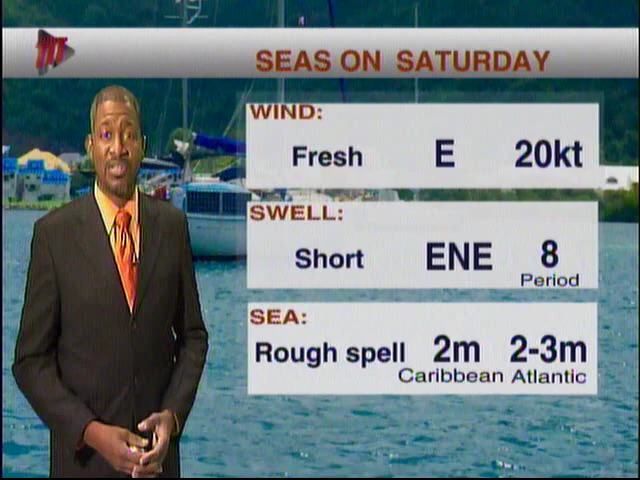 SEAS ON SATURDAY
WIND:
Fresh E 20kt
SWELL:
Short ENE 8
Period
SEA:
Rough spell 2m 2-3m
Caribbean Atlantic